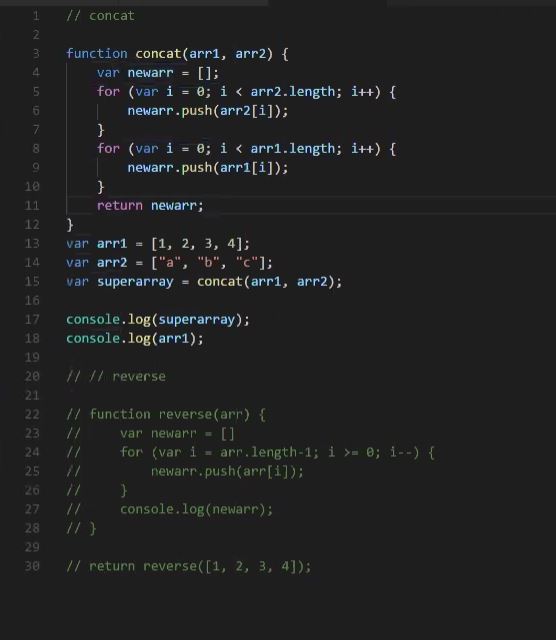 1 // concat
2
3 function concat(arr1, arr2) {
4     var newarr = [];
5     for (var i = 0; i < arr2.length; i++) {
6         newarr.push(arr2[i]);
7     }
8     for (var i = 0; i < arr1.length; i++) {
9         newarr.push(arr1[i]);
10     }
11     return newarr;
12 }
13 var arr1 = [1, 2, 3, 4];
14 var arr2 = ["a", "b", "c"];
15 var superarray = concat(arr1, arr2);
16
17 console.log(superarray);
18 console.log(arr1);
19
20 // // reverse
21
22 // function reverse(arr) {
23 //     var newarr = []
24 //     for (var i = arr.length-1; i >= 0; i--) {
25 //         newarr.push(arr[i]);
26 //     }
27 //     console.log(newarr);
28 // }
29
30 // return reverse([1, 2, 3, 4]);